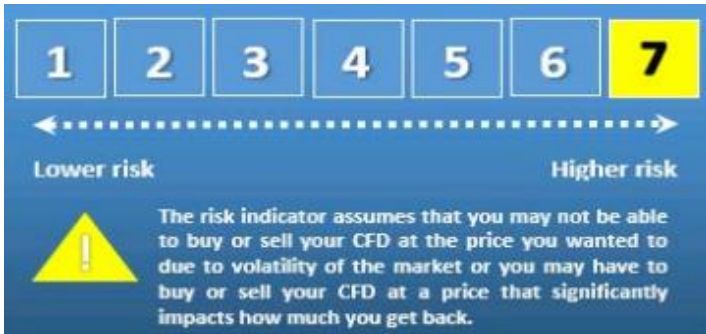 1 2 3 4 5 6 7
Lower risk Higher risk
!
The risk indicator assumes that you may not be able
to buy or sell your CFD at the price you wanted to
due to volatility of the market or you may have to
buy or sell your CFD at a price that significantly
impacts how much you get back.